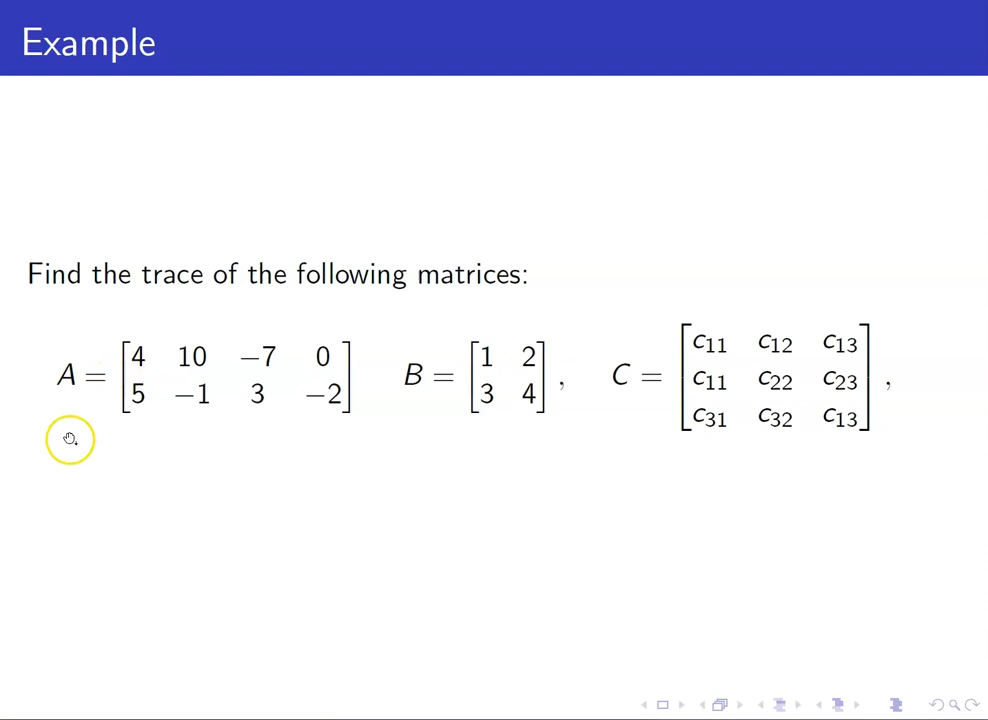 Example
Find the trace of the following matrices:
A = [4 10 −7 0; 5 −1 3 −2] B = [1 2; 3 4], C = [c₁₁ c₁₂ c₁₃; c₁₁ c₂₂ c₂₃; c₃₁ c₃₂ c₁₃],